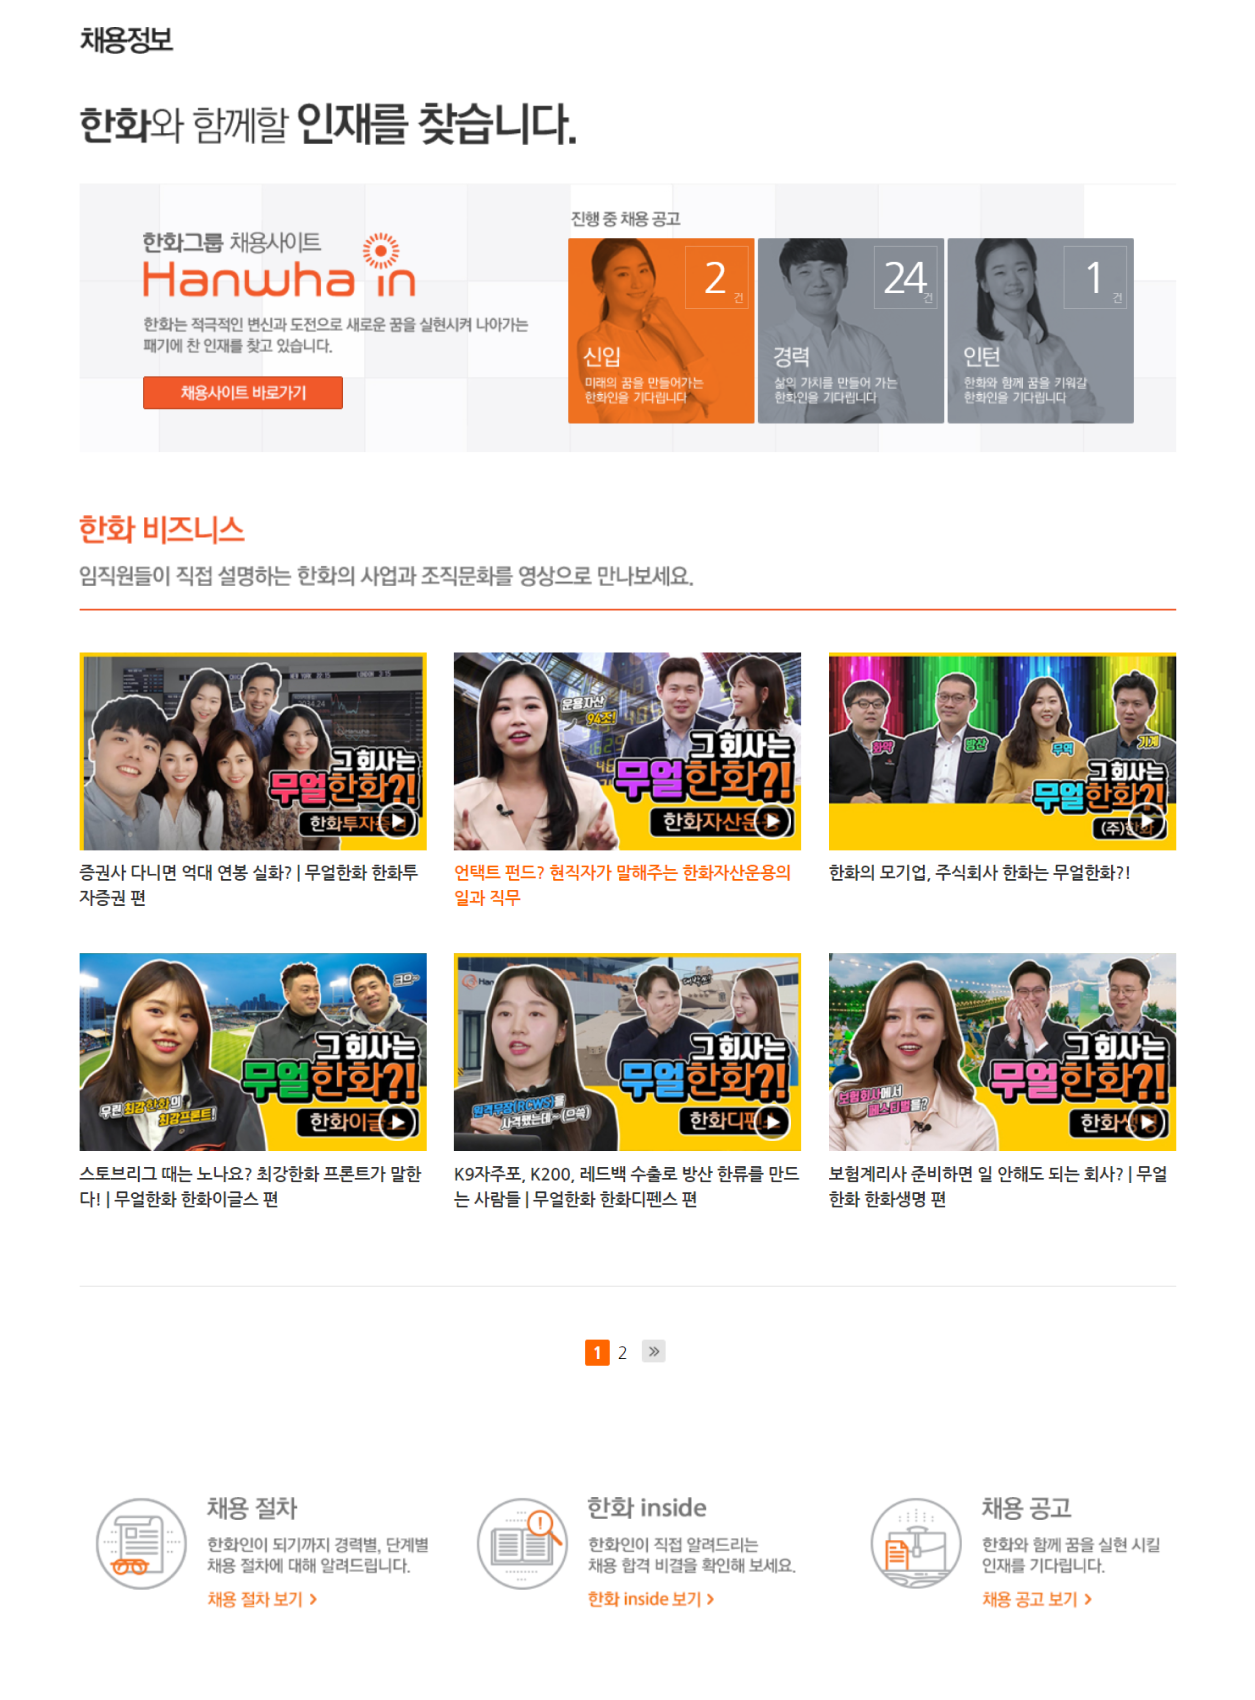 채용정보
한화와 함께할 인재를 찾습니다.
한화그룹 채용사이트
Hanwha in
한화는 적극적인 변신과 도전으로 새로운 꿈을 실현시켜 나아가는
패기에 찬 인재를 찾고 있습니다.
채용사이트 바로가기
진행 중 채용 공고
2건
신입
미래의 꿈을 만들어가는
한화인을 기다립니다
24건
경력
삶의 가치를 만들어 가는
한화인을 기다립니다
1건
인턴
한화와 함께 꿈을 키워갈
한화인을 기다립니다
한화 비즈니스
임직원들이 직접 설명하는 한화의 사업과 조직문화를 영상으로 만나보세요.
그 회사는
무얼한화?!
한화투자증권
운용자산
94조!
그 회사는
무얼한화?!
한화자산운용
화약
방산
무역
기계
그 회사는
무얼한화?!
(주)한화
증권사 다니면 억대 연봉 실화? | 무얼한화 한화투
자증권 편
언택트 펀드? 현직자가 말해주는 한화자산운용의
일과 직무
한화의 모기업, 주식회사 한화는 무얼한화?!
크으~
우린 최강한화의
최강프론트!
그 회사는
무얼한화?!
한화이글스
원격무장(RCWS)를
사격했는데~(으쓱)
그 회사는
무얼한화?!
한화디펜스
보험회사에서
페스티벌을?
그 회사는
무얼한화?!
한화생명
스토브리그 때는 노나요? 최강한화 프론트가 말한
다! | 무얼한화 한화이글스 편
K9자주포, K200, 레드백 수출로 방산 한류를 만드
는 사람들 | 무얼한화 한화디펜스 편
보험계리사 준비하면 일 안해도 되는 회사? | 무얼
한화 한화생명 편
1 2 »
채용 절차
한화인이 되기까지 경력별, 단계별
채용 절차에 대해 알려드립니다.
채용 절차 보기 >
한화 inside
한화인이 직접 알려드리는
채용 합격 비결을 확인해 보세요.
한화 inside 보기 >
채용 공고
한화와 함께 꿈을 실현 시킬
인재를 기다립니다.
채용 공고 보기 >